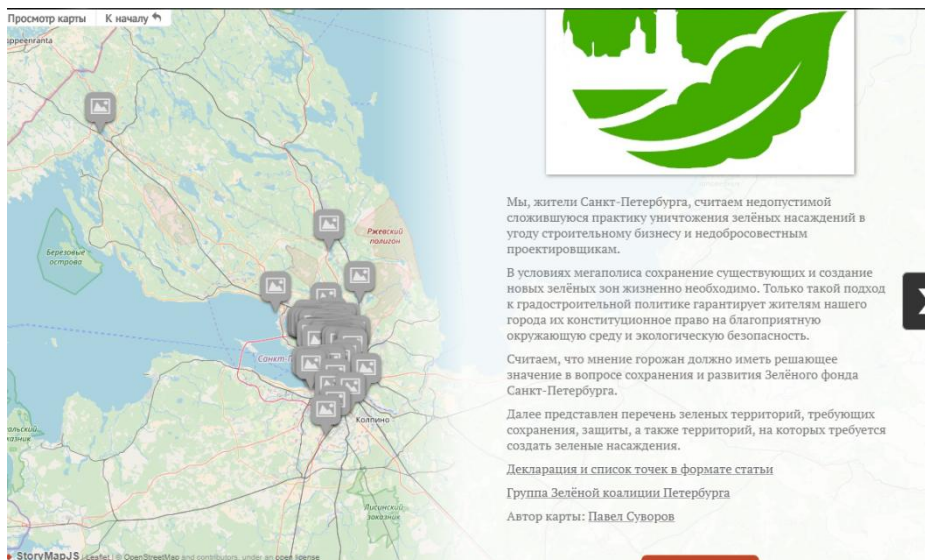 Просмотр карты
К началу
Ржевский
полигон
Берёзовые
острова
Колпино
Лисинский
заказник
StoryMapJS | Leaflet | © OpenStreetMap and contributors, under an open license
Мы, жители Санкт-Петербурга, считаем недопустимой
сложившуюся практику уничтожения зелёных насаждений в
угоду строительному бизнесу и недобросовестным
проектировщикам.
В условиях мегаполиса сохранение существующих и создание
новых зелёных зон жизненно необходимо. Только такой подход
к градостроительной политике гарантирует жителям нашего
города их конституционное право на благоприятную
окружающую среду и экологическую безопасность.
Считаем, что мнение горожан должно иметь решающее
значение в вопросе сохранения и развития Зелёного фонда
Санкт-Петербурга.
Далее представлен перечень зеленых территорий, требующих
сохранения, защиты, а также территорий, на которых требуется
создать зеленые насаждения.
Декларация и список точек в формате статьи
Группа Зелёной коалиции Петербурга
Автор карты: Павел Суворов